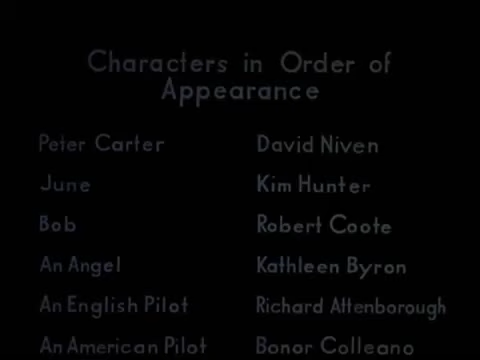 Characters in Order of
Appearance
Peter Carter David Niven
June Kim Hunter
Bob Robert Coote
An Angel Kathleen Byron
An English Pilot Richard Attenborough
An American Pilot Bonor Colleano